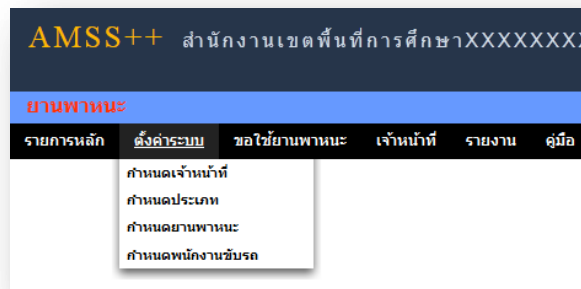 AMSS++ สำนักงานเขตพื้นที่การศึกษาXXXXXXX
ยานพาหนะ
รายการหลัก ตั้งค่าระบบ ขอใช้ยานพาหนะ เจ้าหน้าที่ รายงาน คู่มือ
กำหนดเจ้าหน้าที่
กำหนดประเภท
กำหนดยานพาหนะ
กำหนดพนักงานขับรถ